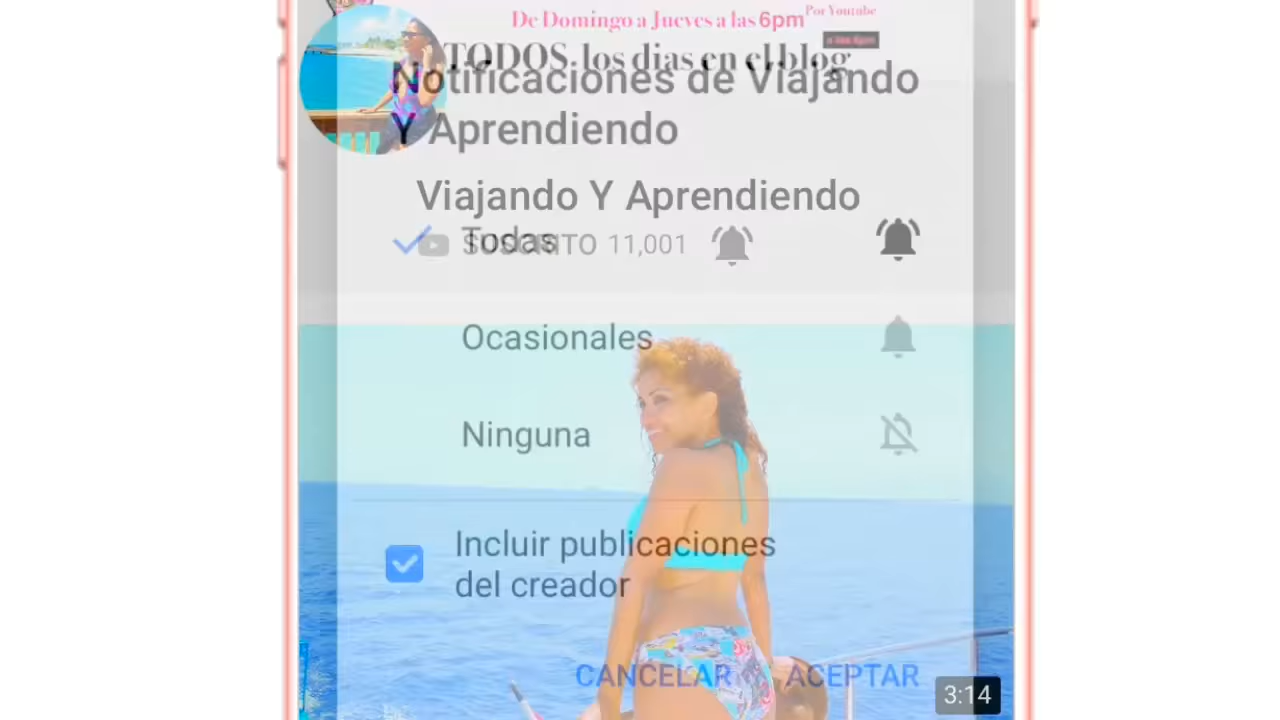 De Domingo a Jueves a las 6pm Por Youtube
TODOS los dias en el blog
Notificaciones de Viajando
Y Aprendiendo
Viajando Y Aprendiendo
Todas
SUSCRITO 11,001
Ocasionales
Ninguna
Incluir publicaciones
del creador
CANCELAR ACEPTAR
3:14